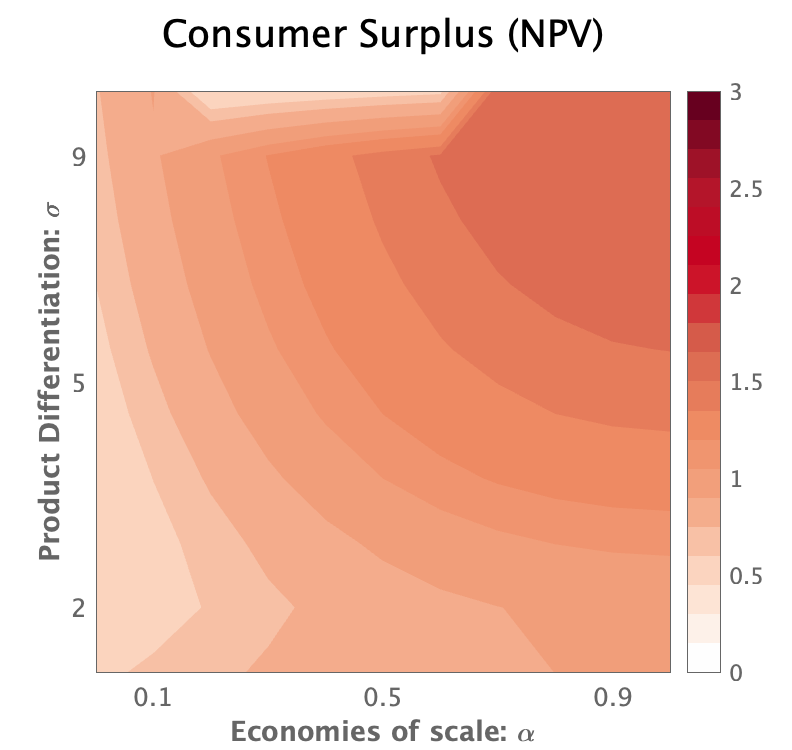 Consumer Surplus (NPV)
3
9
2.5
2
Product Differentiation: σ
5
1.5
1
2
0.5
0
0.1 0.5 0.9
Economies of scale: α